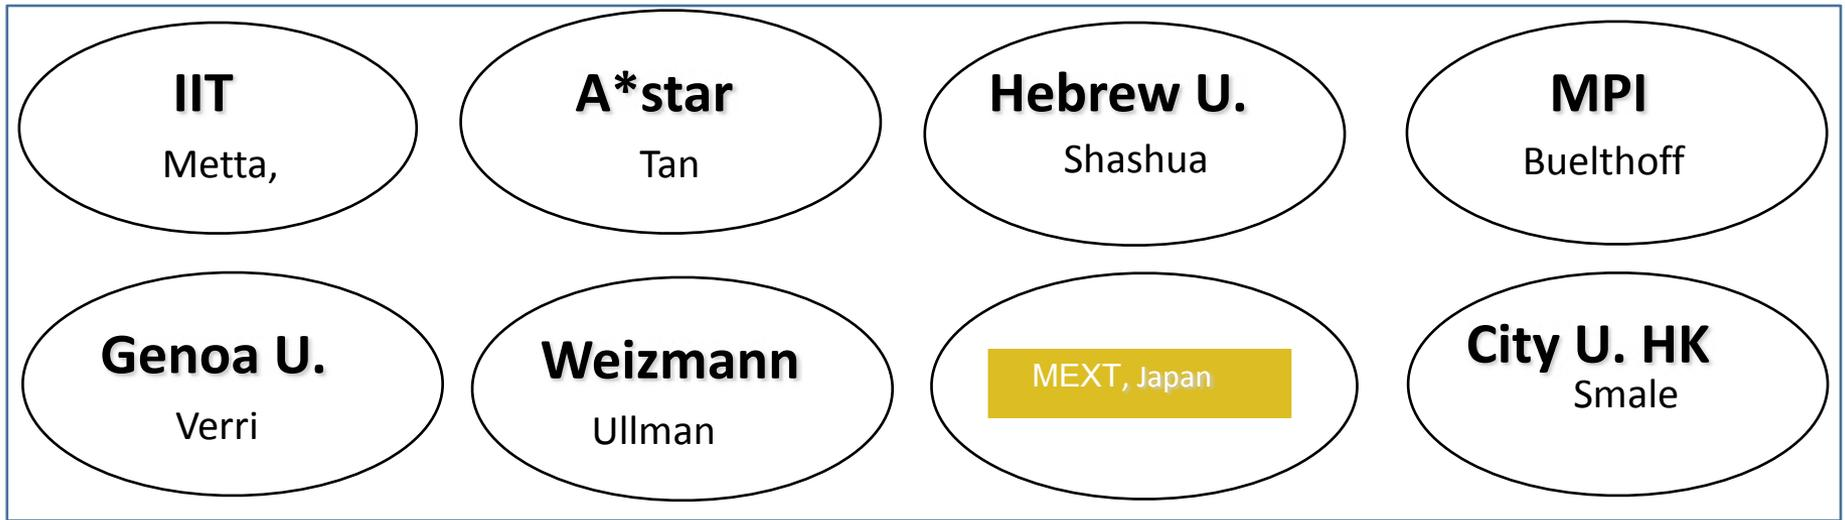 IIT
Metta,
A*star
Tan
Hebrew U.
Shashua
MPI
Buelthoff
Genoa U.
Verri
Weizmann
Ullman
MEXT, Japan
City U. HK
Smale